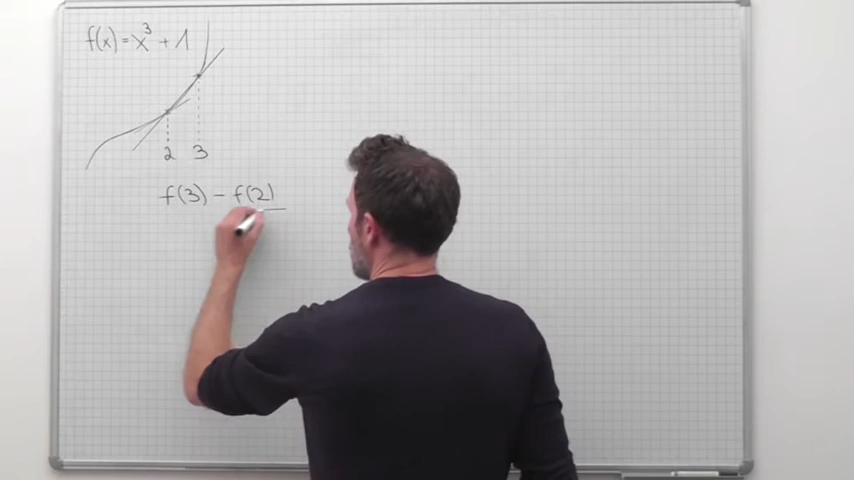 f(x) = x³ + 1
2 3
f(3) - f(2)